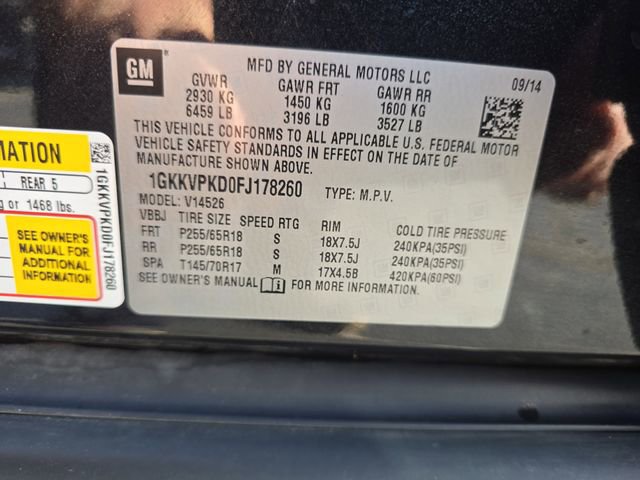 GM
MFD BY GENERAL MOTORS LLC 09/14
GVWR GAWR FRT GAWR RR
2930 KG 1450 KG 1600 KG
6459 LB 3196 LB 3527 LB
THIS VEHICLE CONFORMS TO ALL APPLICABLE U.S. FEDERAL MOTOR
VEHICLE SAFETY STANDARDS IN EFFECT ON THE DATE OF
MANUFACTURE SHOWN ABOVE.
1GKKVPKD0FJ178260 TYPE: M.P.V.
MODEL: V14526
VBBJ TIRE SIZE SPEED RTG RIM COLD TIRE PRESSURE
FRT P255/65R18 S 18X7.5J 240KPA(35PSI)
RR P255/65R18 S 18X7.5J 240KPA(35PSI)
SPA T145/70R17 M 17X4.5B 420KPA(60PSI)
SEE OWNER'S MANUAL FOR MORE INFORMATION.
MATION
REAR 5
or 1468 lbs.
SEE OWNER'S
MANUAL FOR
ADDITIONAL
INFORMATION
1GKKVPKD0FJ178260